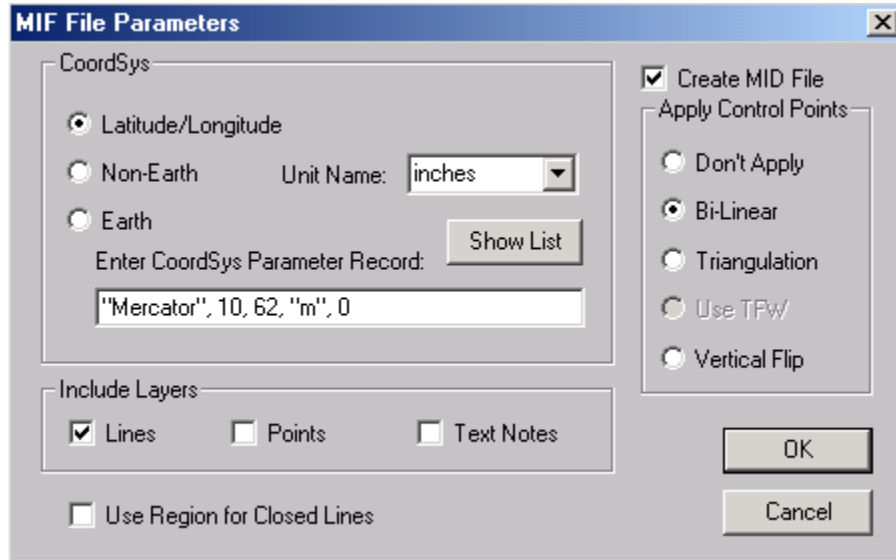 MIF File Parameters
CoordSys
Latitude/Longitude
Non-Earth
Unit Name:
inches
Earth
Show List
Enter CoordSys Parameter Record:
"Mercator", 10, 62, "m", 0
Include Layers
Lines
Points
Text Notes
Use Region for Closed Lines
Create MID File
Apply Control Points
Don't Apply
Bi-Linear
Triangulation
Use TFW
Vertical Flip
OK
Cancel